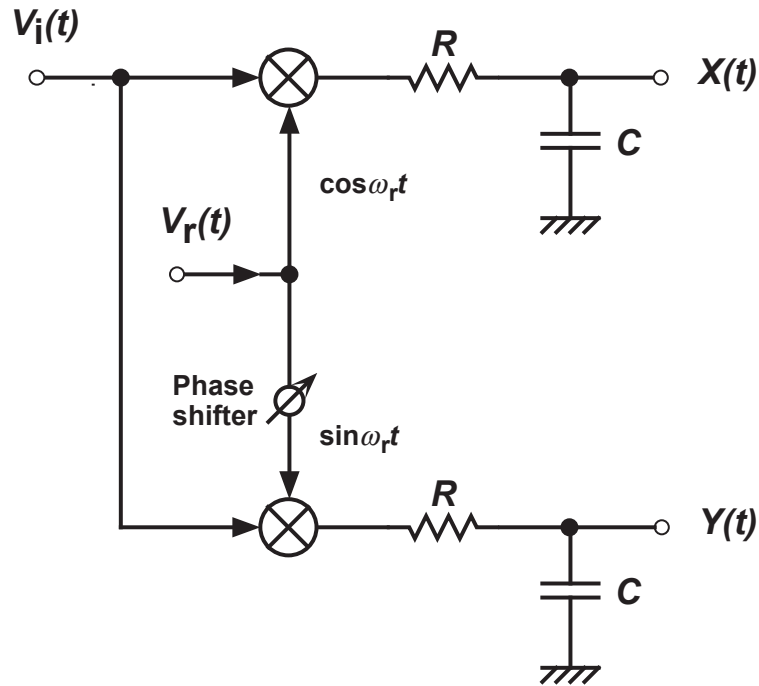 Vi(t)
R
X(t)
C
cosωrt
Vr(t)
Phase
shifter
sinωrt
R
Y(t)
C